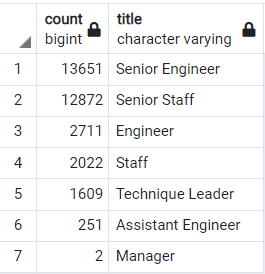 count title
bigint character varying
1 13651 Senior Engineer
2 12872 Senior Staff
3 2711 Engineer
4 2022 Staff
5 1609 Technique Leader
6 251 Assistant Engineer
7 2 Manager